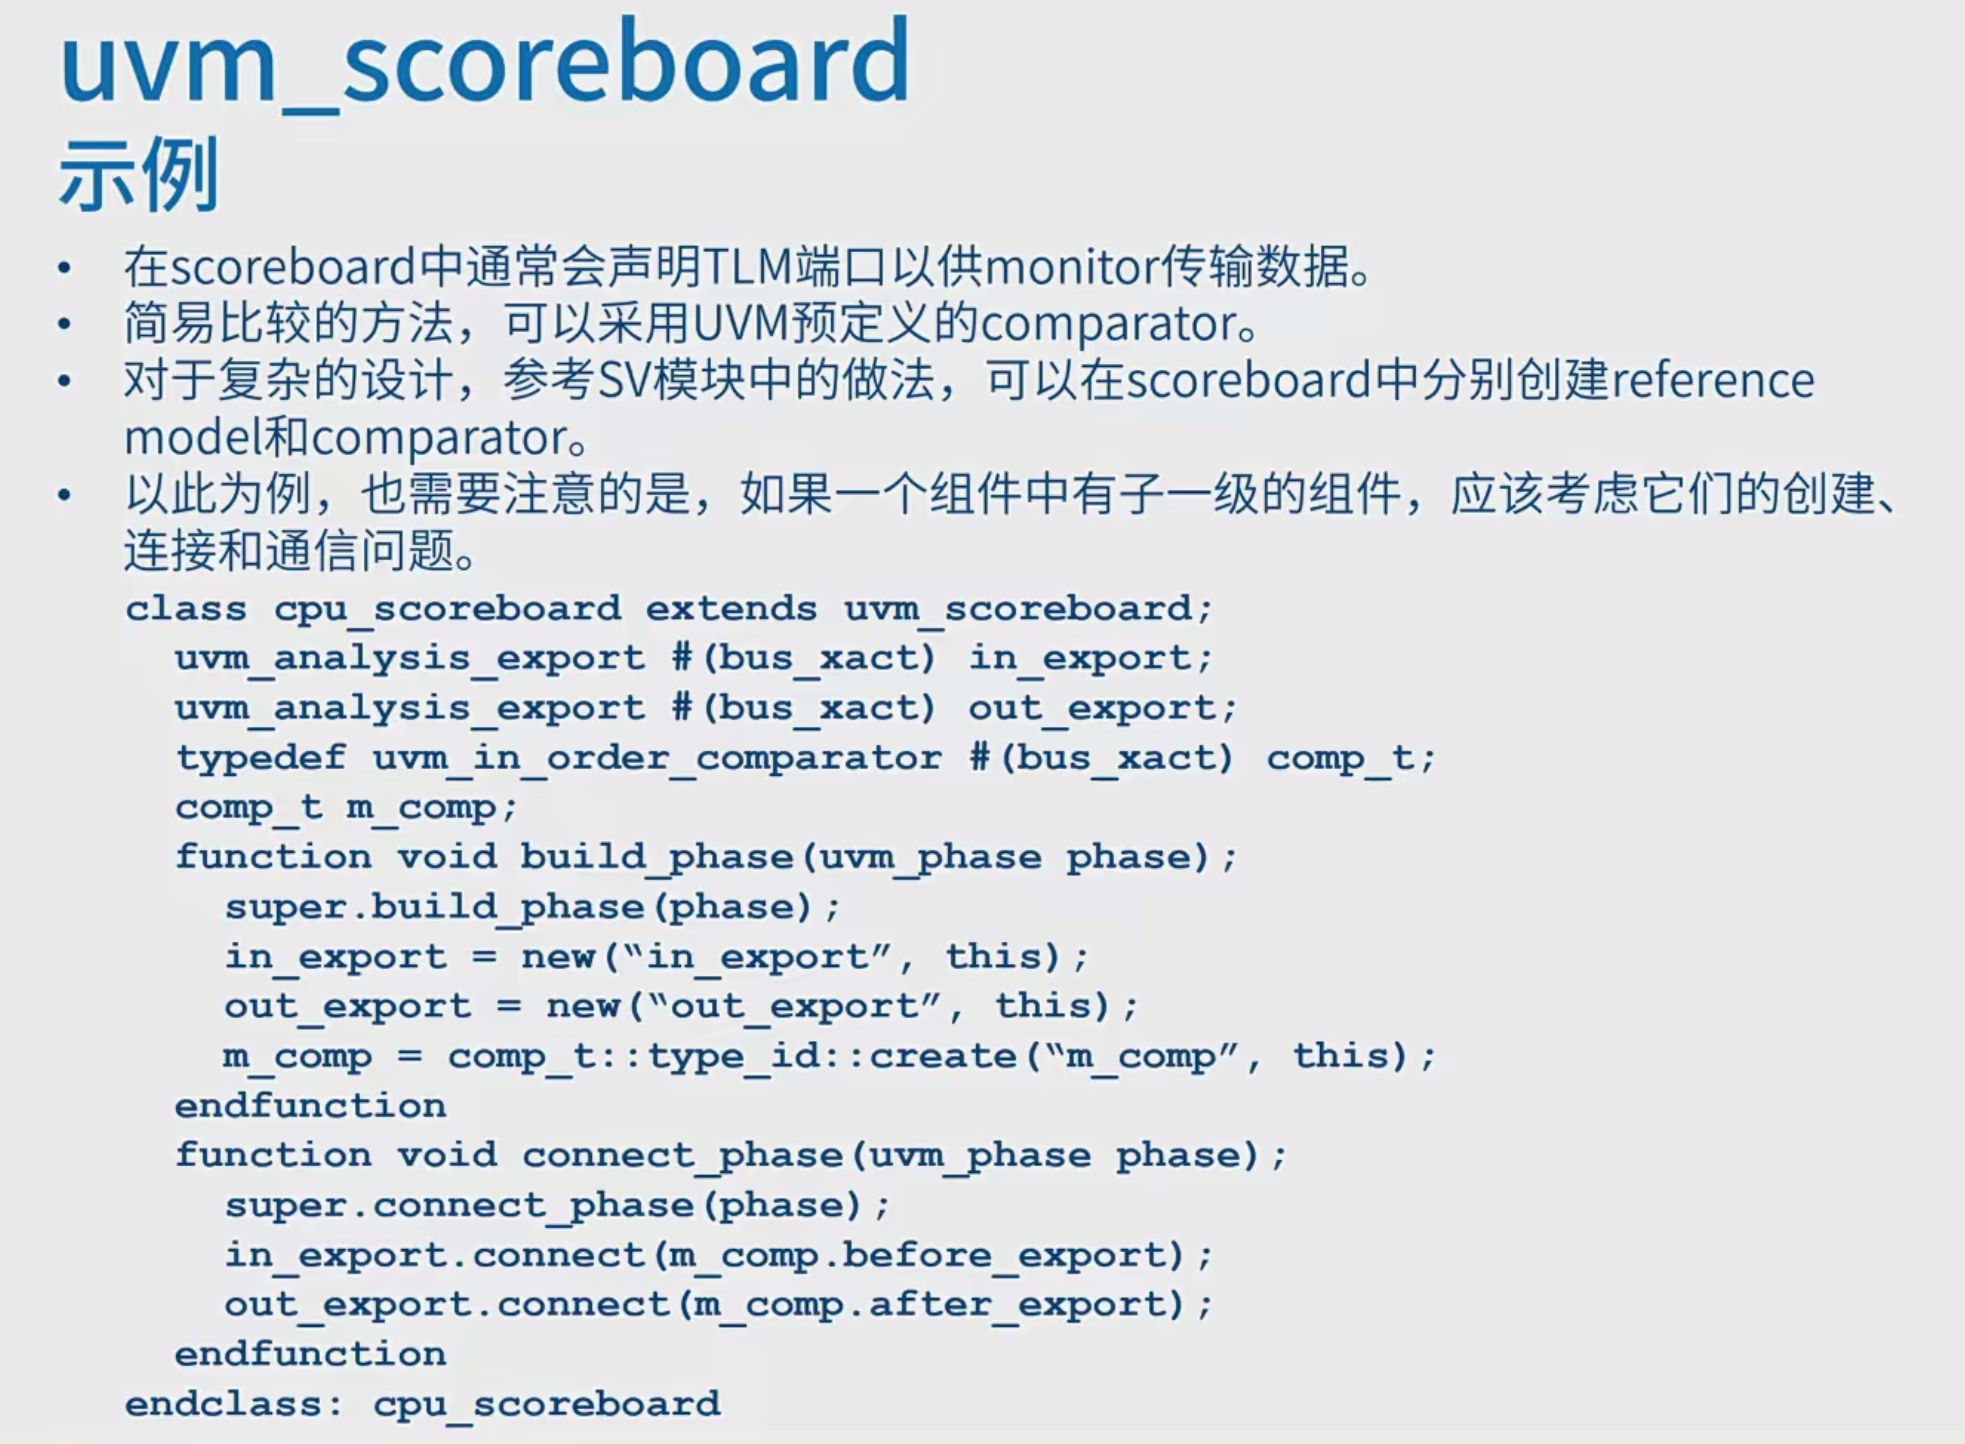 uvm_scoreboard
示例
• 在scoreboard中通常会声明TLM端口以供monitor传输数据。
• 简易比较的方法，可以采用UVM预定义的comparator。
• 对于复杂的设计，参考SV模块中的做法，可以在scoreboard中分别创建reference
model和comparator。
• 以此为例，也需要注意的是，如果一个组件中有子一级的组件，应该考虑它们的创建、
连接和通信问题。
class cpu_scoreboard extends uvm_scoreboard;
  uvm_analysis_export #(bus_xact) in_export;
  uvm_analysis_export #(bus_xact) out_export;
  typedef uvm_in_order_comparator #(bus_xact) comp_t;
  comp_t m_comp;
  function void build_phase(uvm_phase phase);
    super.build_phase(phase);
    in_export = new(“in_export”, this);
    out_export = new(“out_export”, this);
    m_comp = comp_t::type_id::create(“m_comp”, this);
  endfunction
  function void connect_phase(uvm_phase phase);
    super.connect_phase(phase);
    in_export.connect(m_comp.before_export);
    out_export.connect(m_comp.after_export);
  endfunction
endclass: cpu_scoreboard